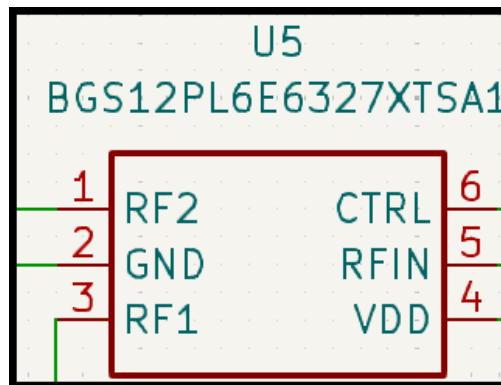 U5
BGS12PL6E6327XTSA1
1 RF2 CTRL 6
2 GND RFIN 5
3 RF1 VDD 4